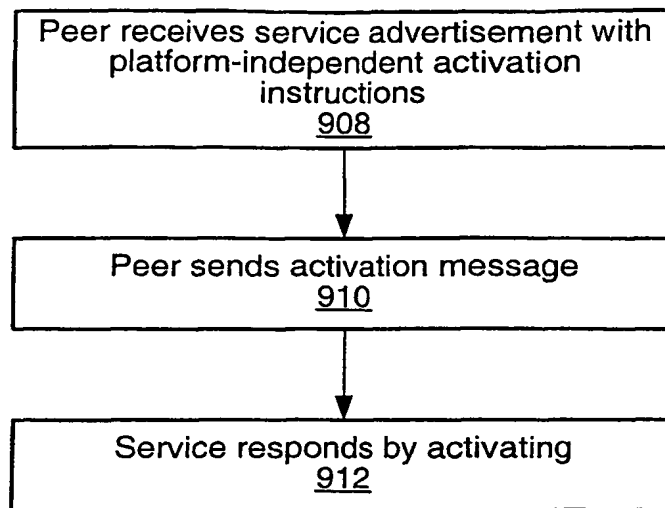 Peer receives service advertisement with
platform-independent activation
instructions
908
Peer sends activation message
910
Service responds by activating
912